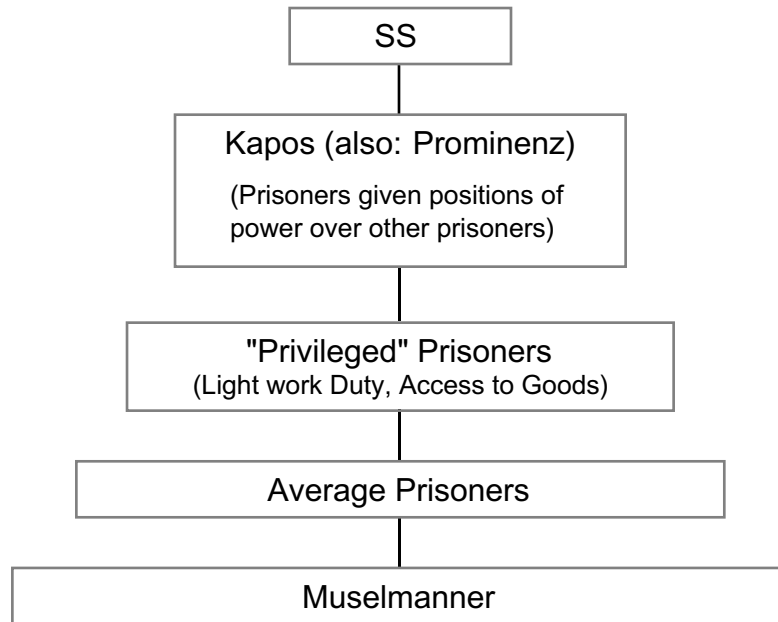 SS
Kapos (also: Prominenz)
(Prisoners given positions of
power over other prisoners)
"Privileged" Prisoners
(Light work Duty, Access to Goods)
Average Prisoners
Muselmanner